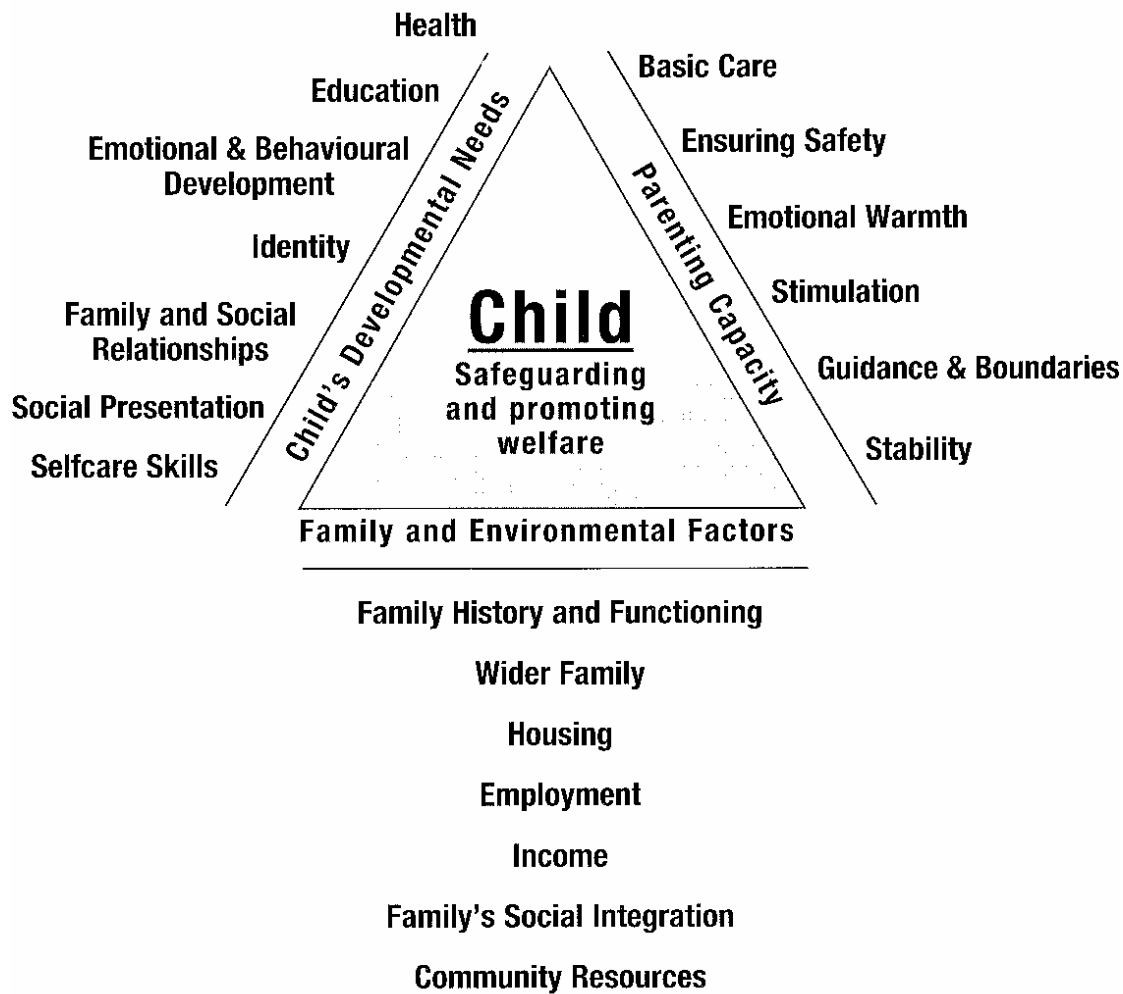 Health
Education
Emotional & Behavioural
Development
Identity
Family and Social
Relationships
Social Presentation
Selfcare Skills
Child's Developmental Needs
Basic Care
Ensuring Safety
Emotional Warmth
Stimulation
Guidance & Boundaries
Stability
Parenting Capacity
Child
Safeguarding
and promoting
welfare
Family and Environmental Factors
Family History and Functioning
Wider Family
Housing
Employment
Income
Family's Social Integration
Community Resources